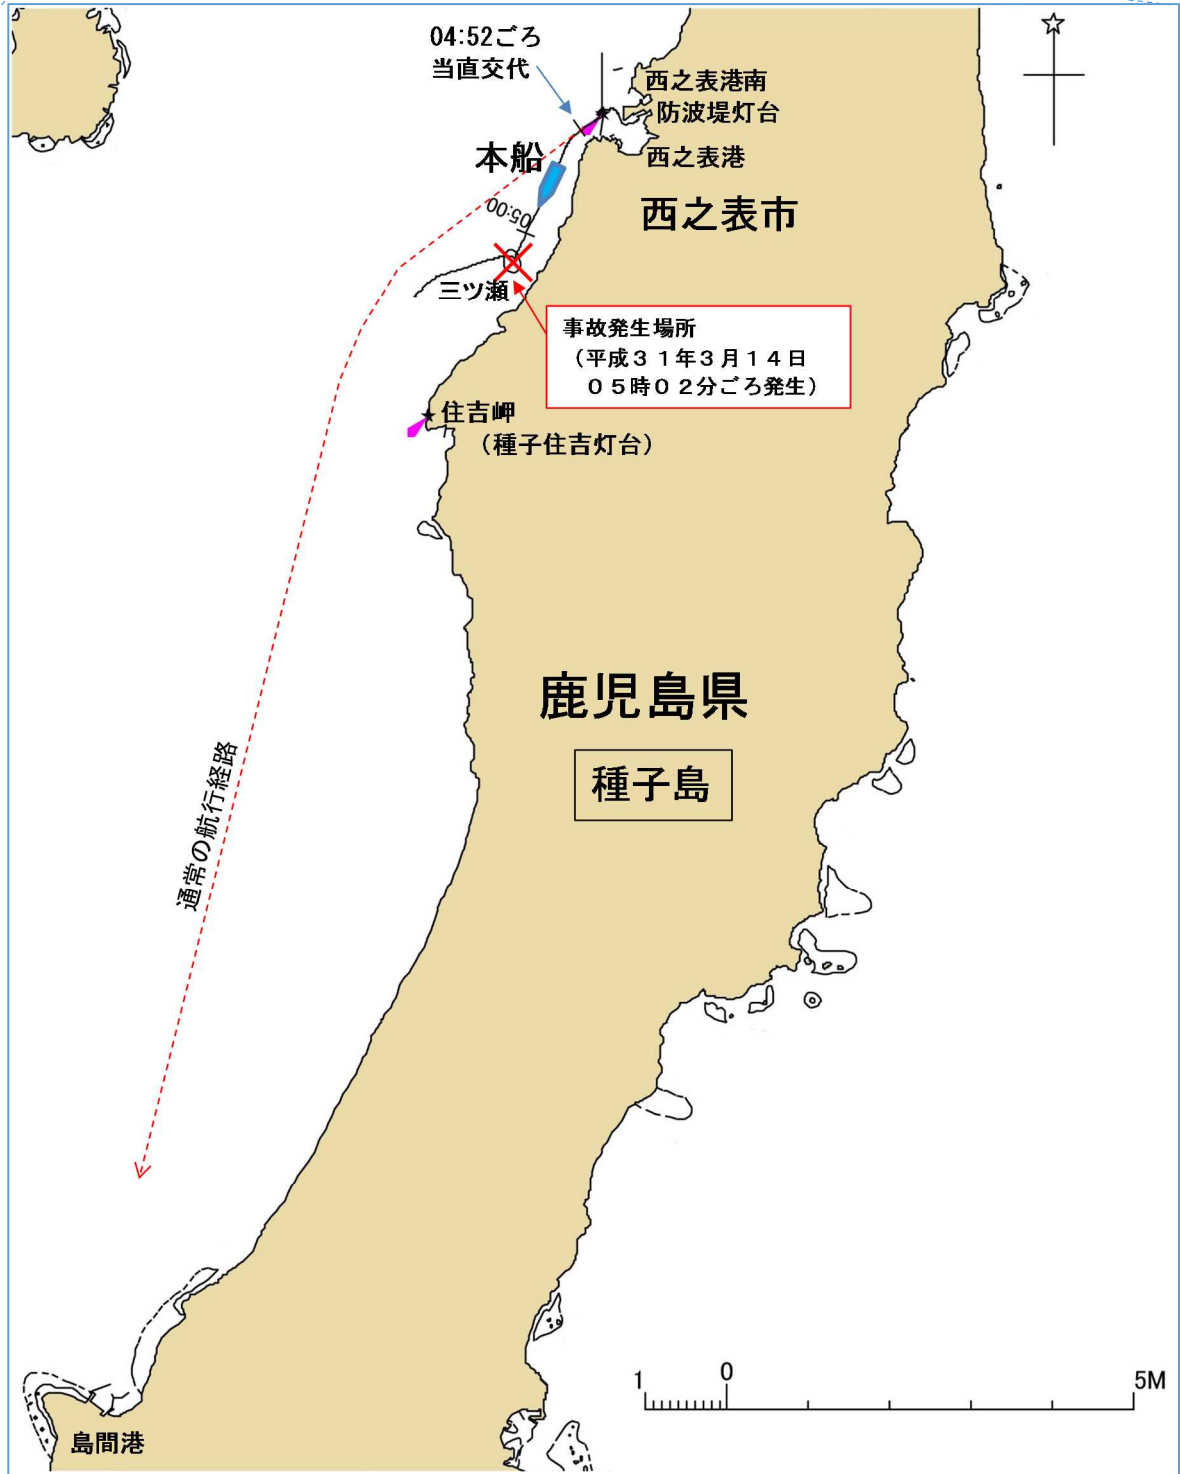 04:52ごろ
当直交代
西之表港南
防波堤灯台
西之表港
本船
西之表市
05:00
三ツ瀬
事故発生場所
（平成３１年３月１４日
０５時０２分ごろ発生）
住吉岬
（種子住吉灯台）
鹿児島県
種子島
通常の航行経路
1 0 5M
島間港